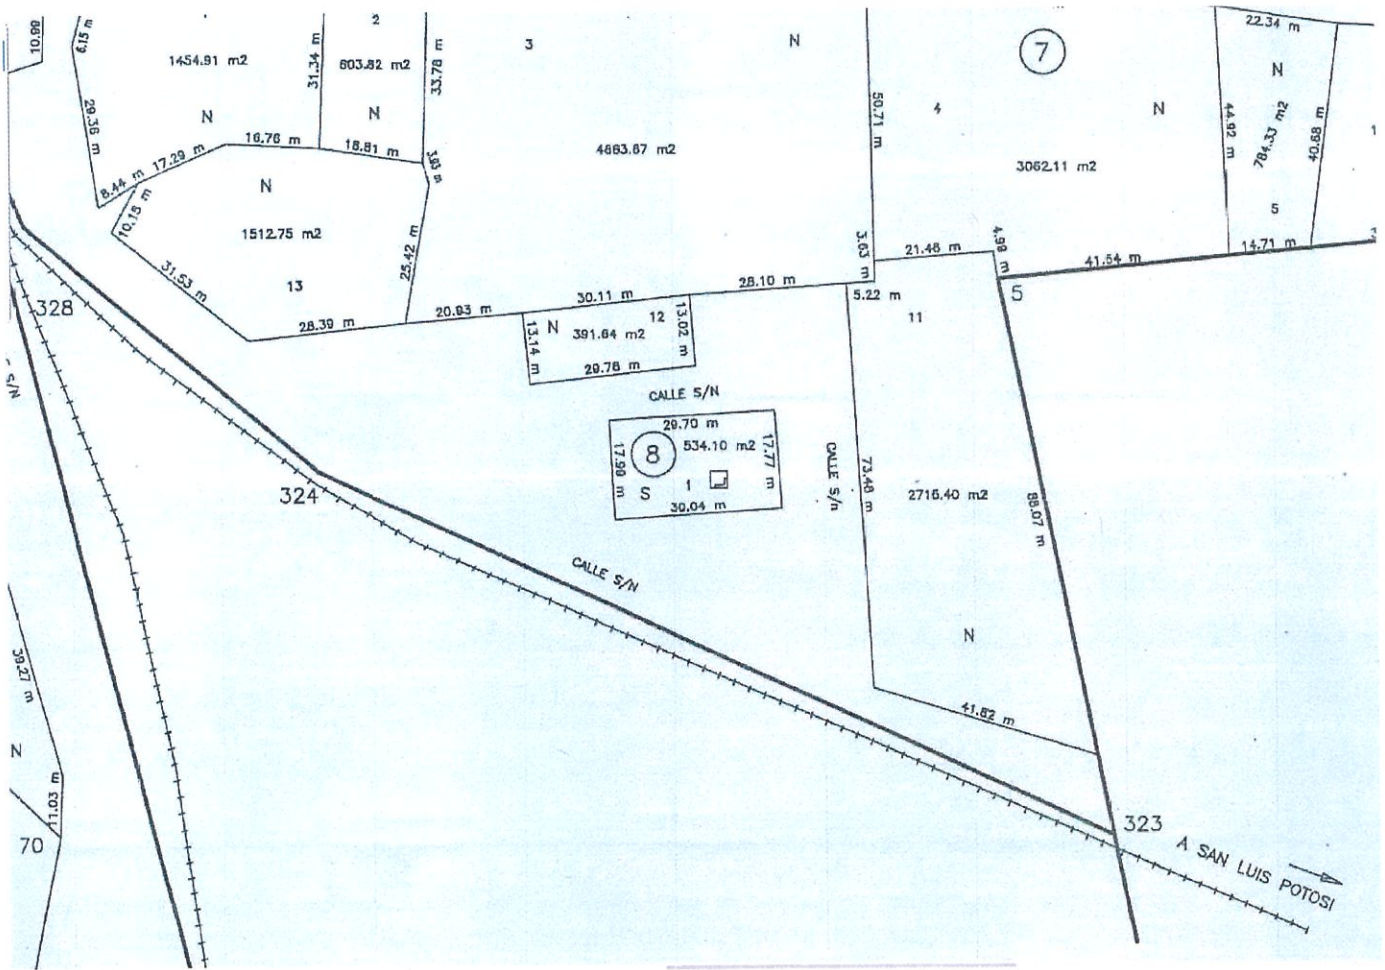 10.99
6.15 m
29.36 m
1454.91 m2
N
31.34 m
2
603.82 m2
N
33.78 m
3
N
4663.67 m2
50.71 m
4
7
N
3062.11 m2
22.34 m
N
44.92 m
784.33 m2
40.68 m
5
1
8.44 m
17.29 m
16.76 m
18.81 m
3.93 m
10.15 m
N
1512.75 m2
13
31.53 m
25.42 m
28.39 m
20.93 m
30.11 m
28.10 m
3.63 m
21.48 m
4.99 m
41.54 m
14.71 m
5
5.22 m
11
328
S/N
13.14 m
N
12
391.64 m2
13.02 m
29.78 m
CALLE S/N
29.70 m
17.90 m
8
534.10 m2
17.77 m
S
1
30.04 m
CALLE S/n
73.48 m
2716.40 m2
88.07 m
N
41.62 m
324
CALLE S/N
39.27 m
N
11.03 m
70
323
A SAN LUIS POTOSI